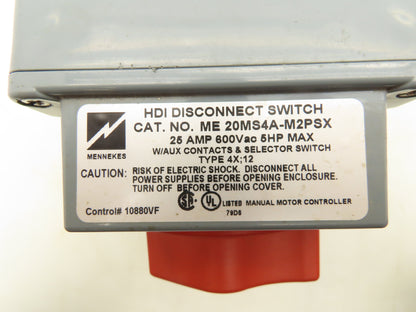 HDI DISCONNECT SWITCH
CAT. NO. ME 20MS4A-M2PSX
25 AMP 600Vac 5HP MAX
W/AUX CONTACTS & SELECTOR SWITCH
TYPE 4X;12
MENNEKES
CAUTION: RISK OF ELECTRIC SHOCK. DISCONNECT ALL
POWER SUPPLIES BEFORE OPENING ENCLOSURE.
TURN OFF BEFORE OPENING COVER.
Control# 10880VF
SA UL LISTED MANUAL MOTOR CONTROLLER
79D8